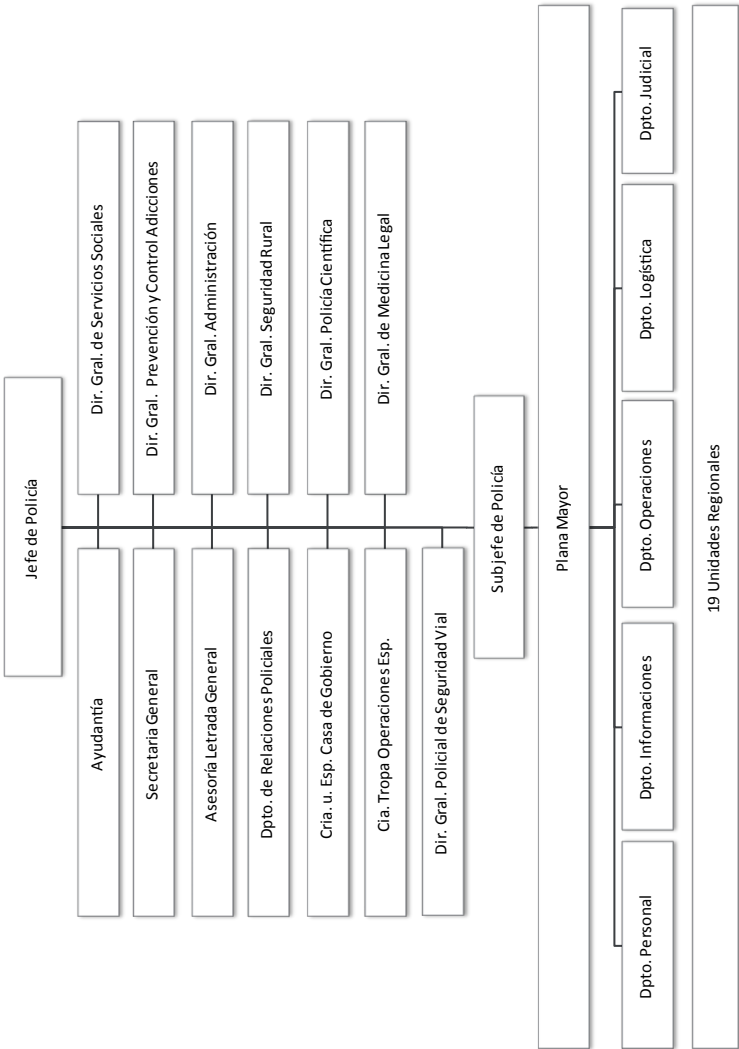 Jefe de Policía
Ayudantía
Dir. Gral. de Servicios Sociales
Secretaria General
Dir. Gral. Prevención y Control Adicciones
Asesoría Letrada General
Dir. Gral. Administración
Dpto. de Relaciones Policiales
Dir. Gral. Seguridad Rural
Cria. u. Esp. Casa de Gobierno
Dir. Gral. Policía Científica
Cia. Tropa Operaciones Esp.
Dir. Gral. de Medicina Legal
Dir. Gral. Policial de Seguridad Vial
Subjefe de Policía
Plana Mayor
Dpto. Personal
Dpto. Informaciones
Dpto. Operaciones
Dpto. Logística
Dpto. Judicial
19 Unidades Regionales